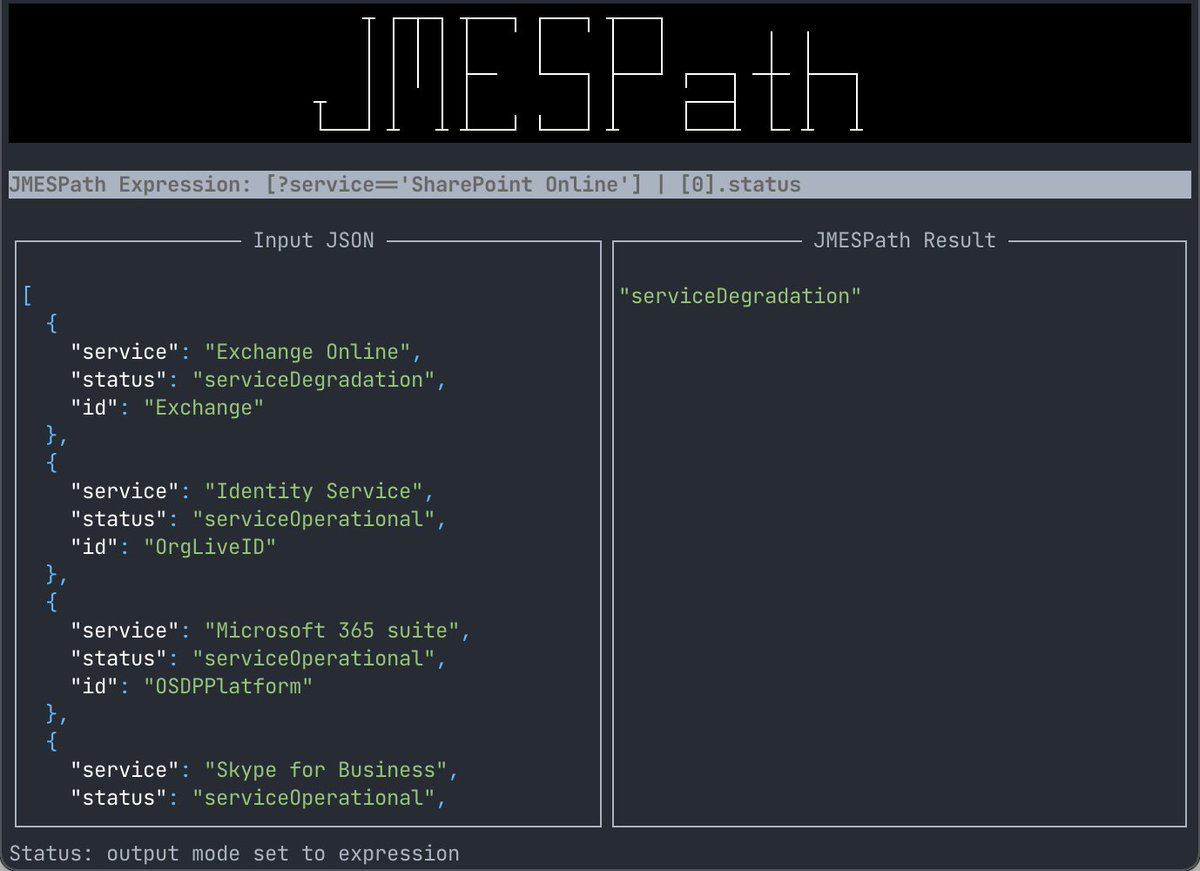 JMESPath
JMESPath Expression: [?service=='SharePoint Online'] | [0].status
Input JSON
[
  {
    "service": "Exchange Online",
    "status": "serviceDegradation",
    "id": "Exchange"
  },
  {
    "service": "Identity Service",
    "status": "serviceOperational",
    "id": "OrgLiveID"
  },
  {
    "service": "Microsoft 365 suite",
    "status": "serviceOperational",
    "id": "OSDPPlatform"
  },
  {
    "service": "Skype for Business",
    "status": "serviceOperational",
JMESPath Result
"serviceDegradation"
Status: output mode set to expression